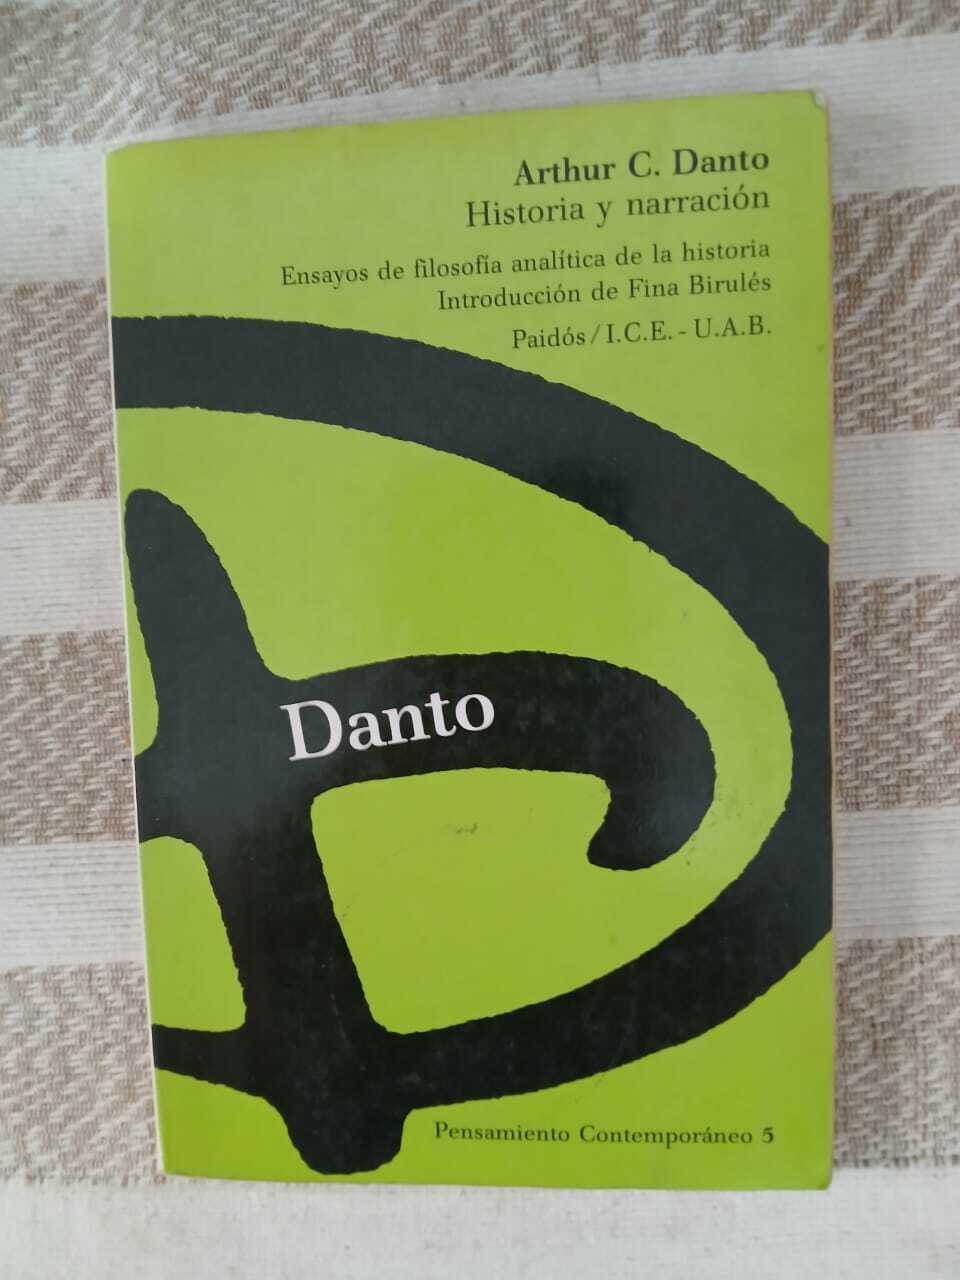 Arthur C. Danto
Historia y narración
Ensayos de filosofía analítica de la historia
Introducción de Fina Birulés
Paidós / I.C.E. - U.A.B.
Danto
Pensamiento Contemporáneo 5